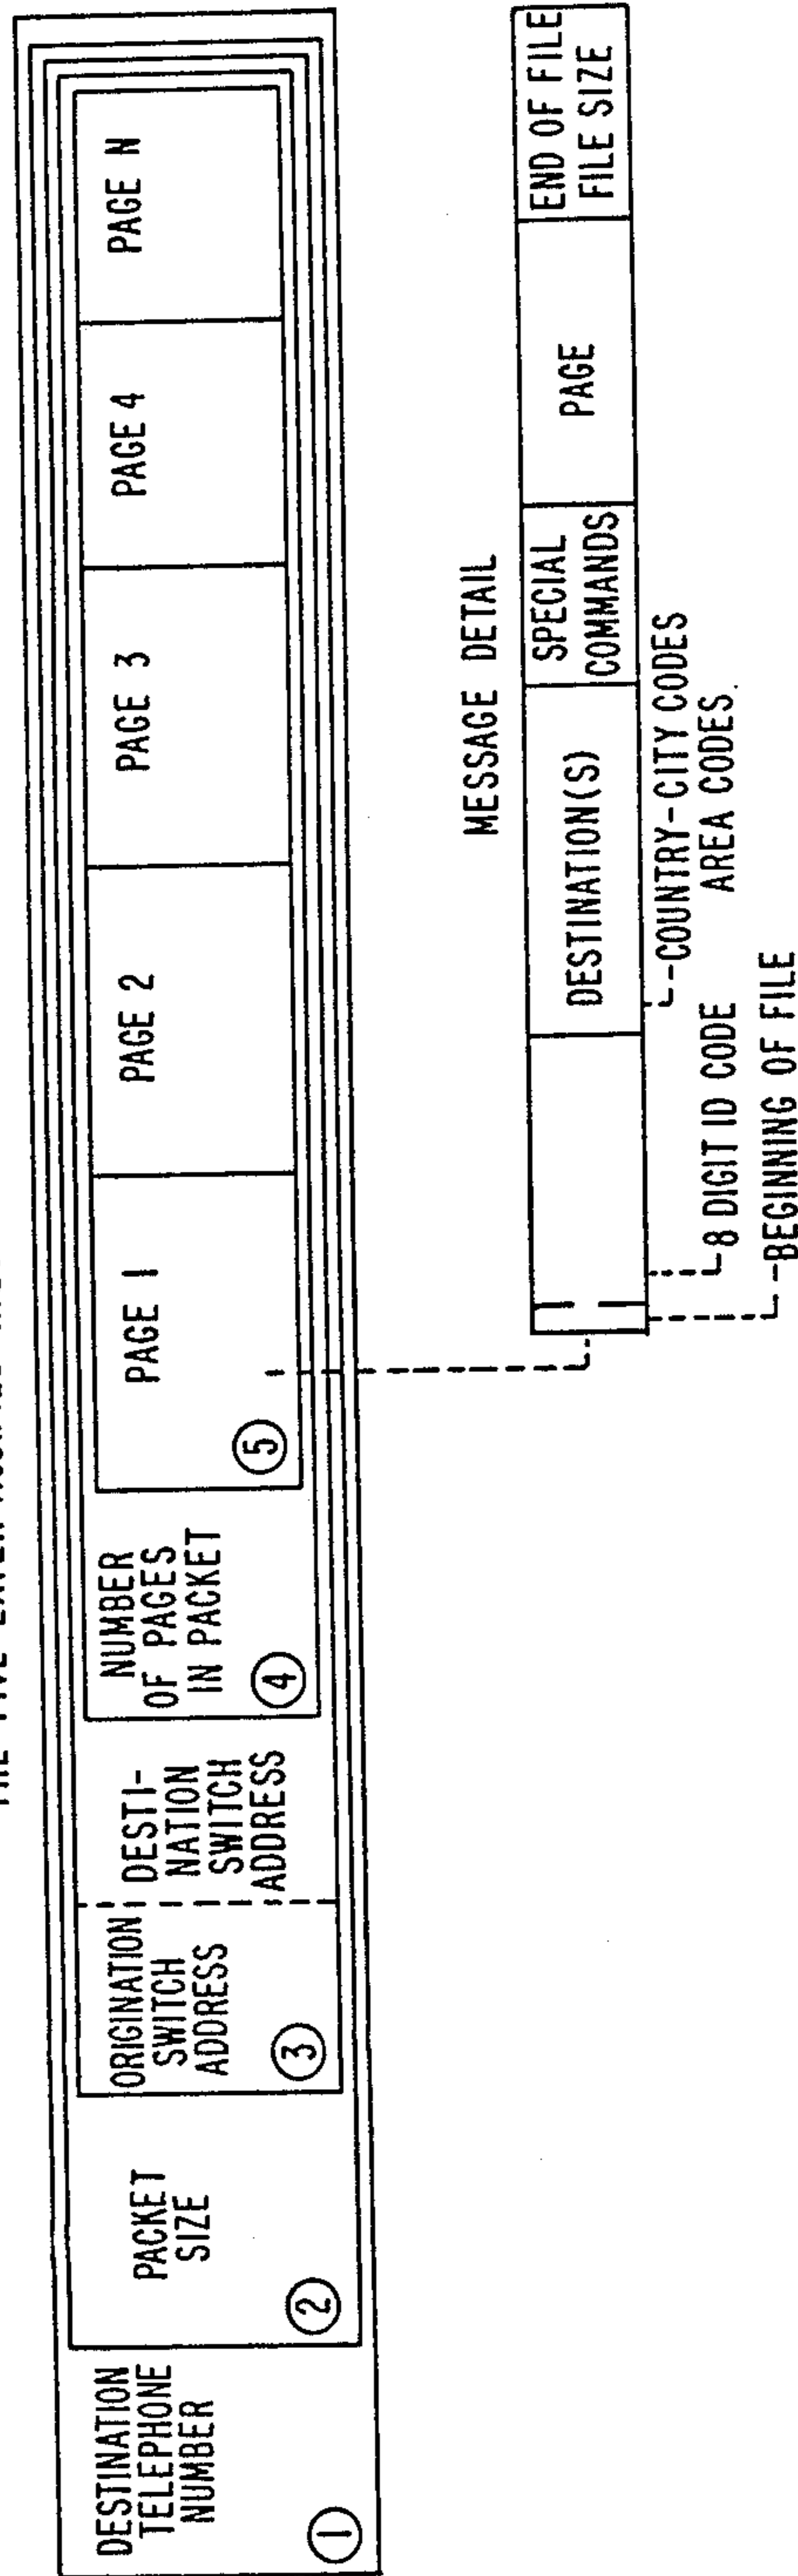 DESTINATION
TELEPHONE
NUMBER
1
PACKET
SIZE
2
ORIGINATION
SWITCH
ADDRESS
3
DESTI-
NATION
SWITCH
ADDRESS
NUMBER
OF PAGES
IN PACKET
4
PAGE 1
5
PAGE 2
PAGE 3
PAGE 4
PAGE N
MESSAGE DETAIL
DESTINATION(S)
SPECIAL
COMMANDS
PAGE
END OF FILE
FILE SIZE
COUNTRY-CITY CODES
AREA CODES
8 DIGIT ID CODE
BEGINNING OF FILE